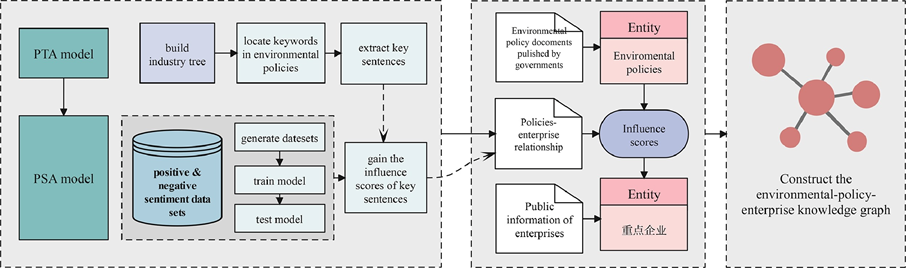 PTA model
build
industry tree
locate keywords
in environmental
policies
extract key
sentences
PSA model
positive &
negative
sentiment data
sets
generate datesets
train model
test model
gain the
influence
scores of key
sentences
Environmental
policy docoments
pulished by
governments
Entity
Enviromental
policies
Policies-
enterprise
relationship
Influence
scores
Public
information of
enterprises
Entity
重点企业
Construct the
environmental-policy-
enterprise knowledge graph